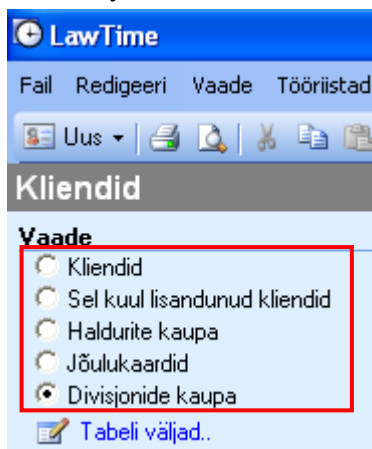 LawTime
Fail Redigeeri Vaade Tööriistad
Uus
Kliendid
Vaade
Kliendid
Sel kuul lisandunud kliendid
Haldurite kaupa
Jõulukaardid
Divisjonide kaupa
Tabeli väljad..